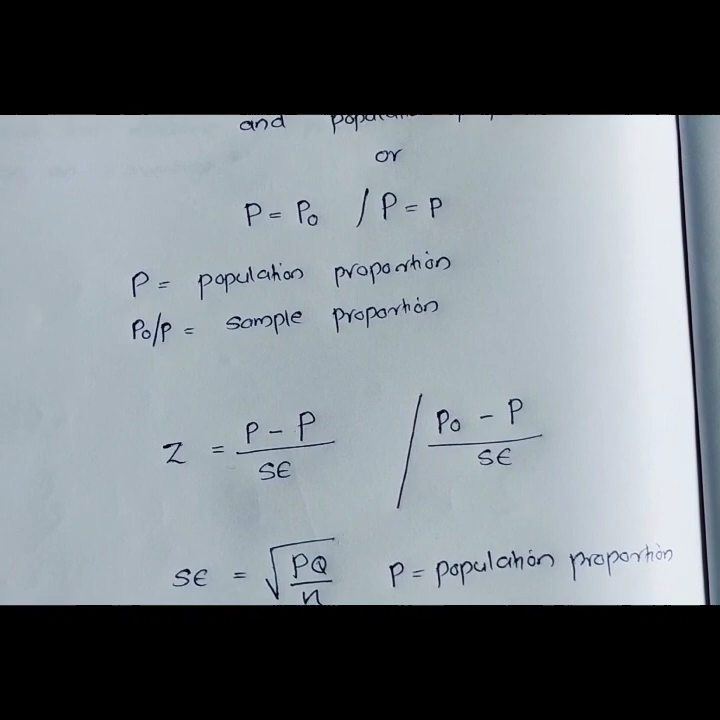 and
or
P = P₀ / P = p
P = population proportion
P₀/p = sample proportion
Z = p - P / SE / P₀ - P / SE
SE = √PQ/n P = population proportion